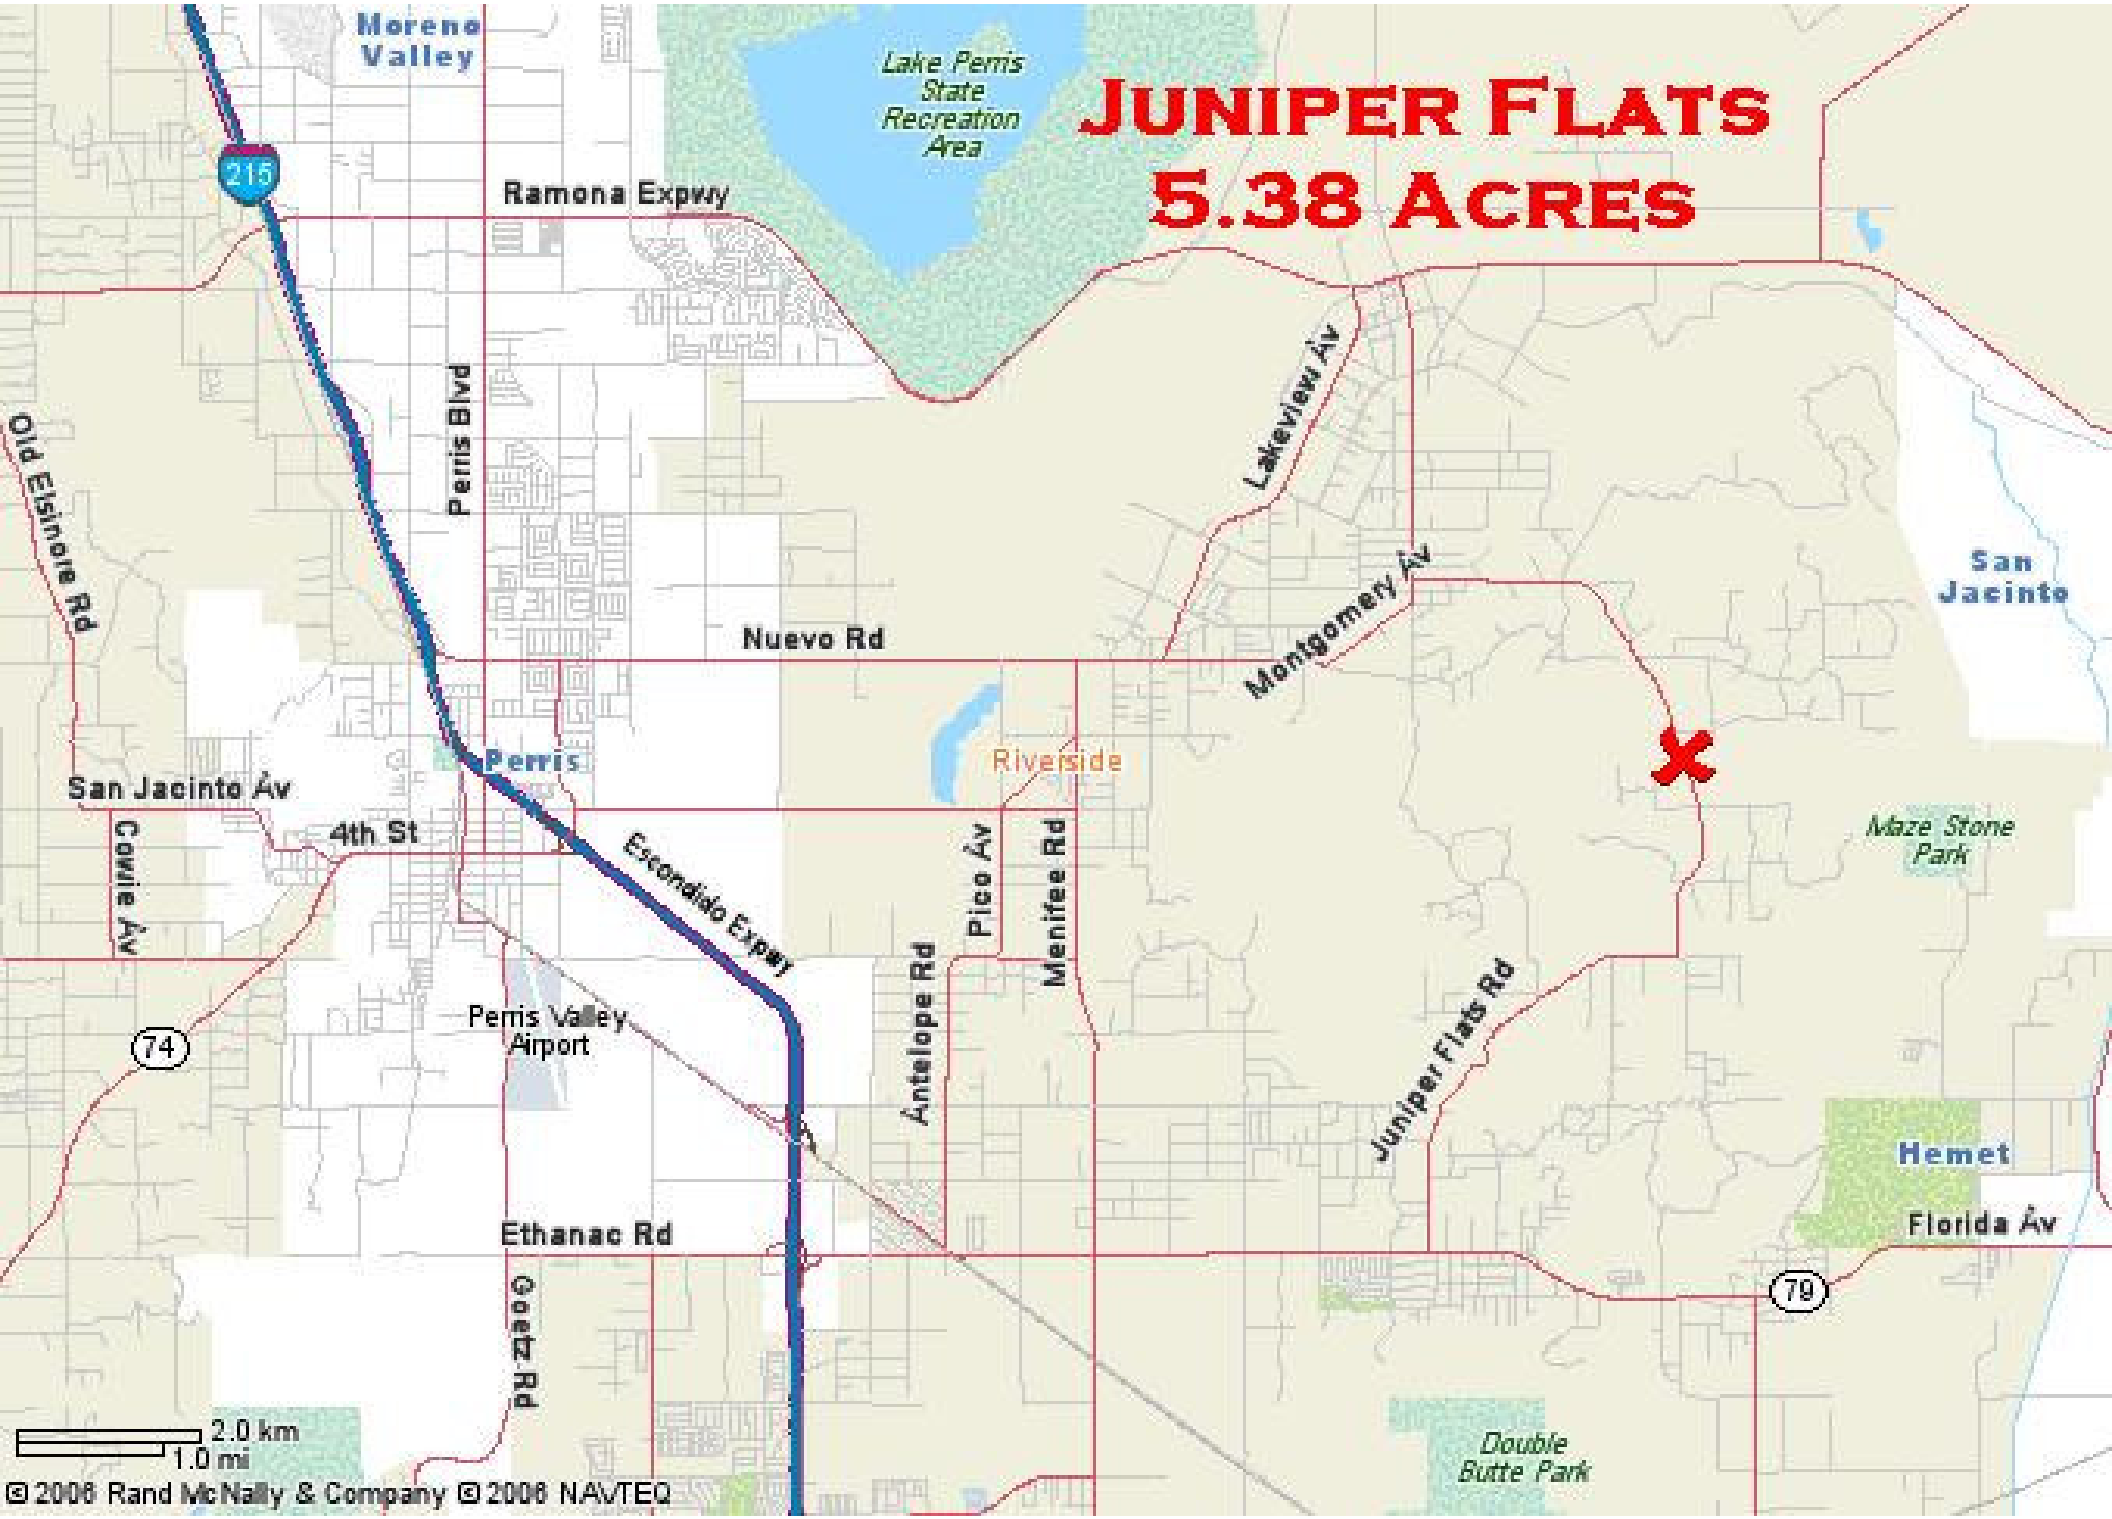 Moreno
Valley
Lake Perris
State
Recreation
Area
JUNIPER FLATS
5.38 ACRES
215
Ramona Expwy
Perris Blvd
Lakeview Av
Old Elsinore Rd
San
Jacinto
Montgomery Av
Nuevo Rd
Perris
Riverside
San Jacinto Av
4th St
Cowie Av
Escondido Expwy
Pico Av
Menifee Rd
Maze Stone
Park
Antelope Rd
Juniper Flats Rd
Perris Valley
Airport
74
Hemet
Ethanac Rd
Florida Av
Goetz Rd
79
Double
Butte Park
2.0 km
1.0 mi
© 2006 Rand McNally & Company © 2006 NAVTEQ